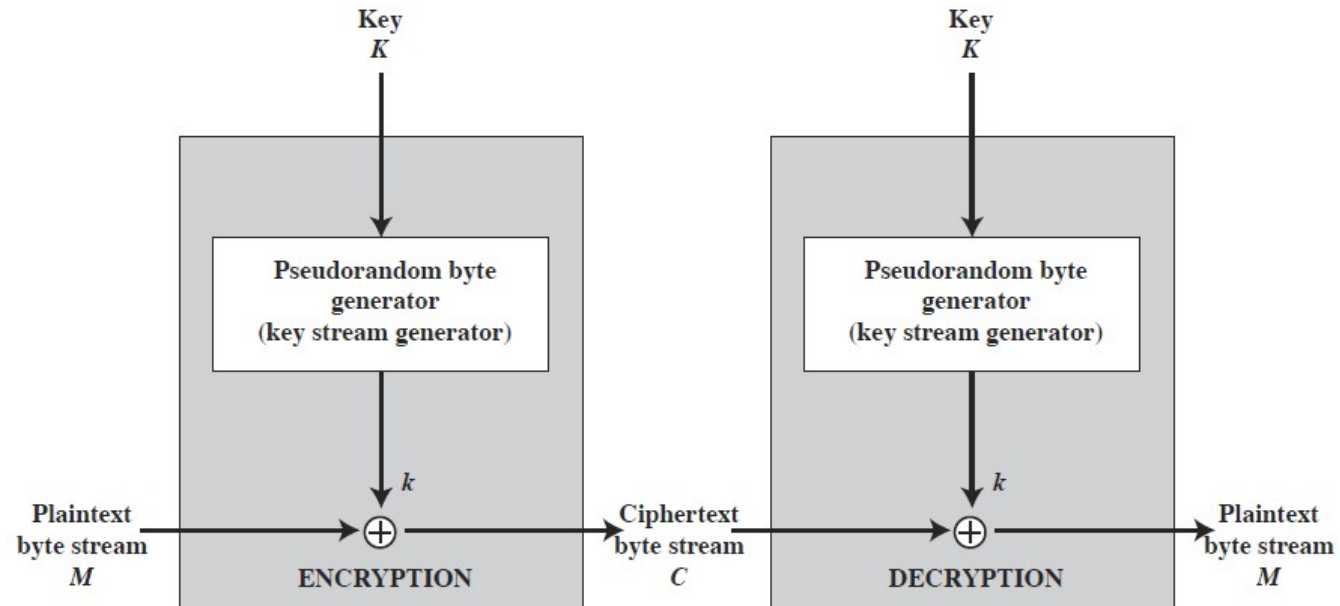 Key
K
Key
K
Pseudorandom byte
generator
(key stream generator)
Pseudorandom byte
generator
(key stream generator)
k
k
Plaintext
byte stream
M
Ciphertext
byte stream
C
Plaintext
byte stream
M
ENCRYPTION
DECRYPTION